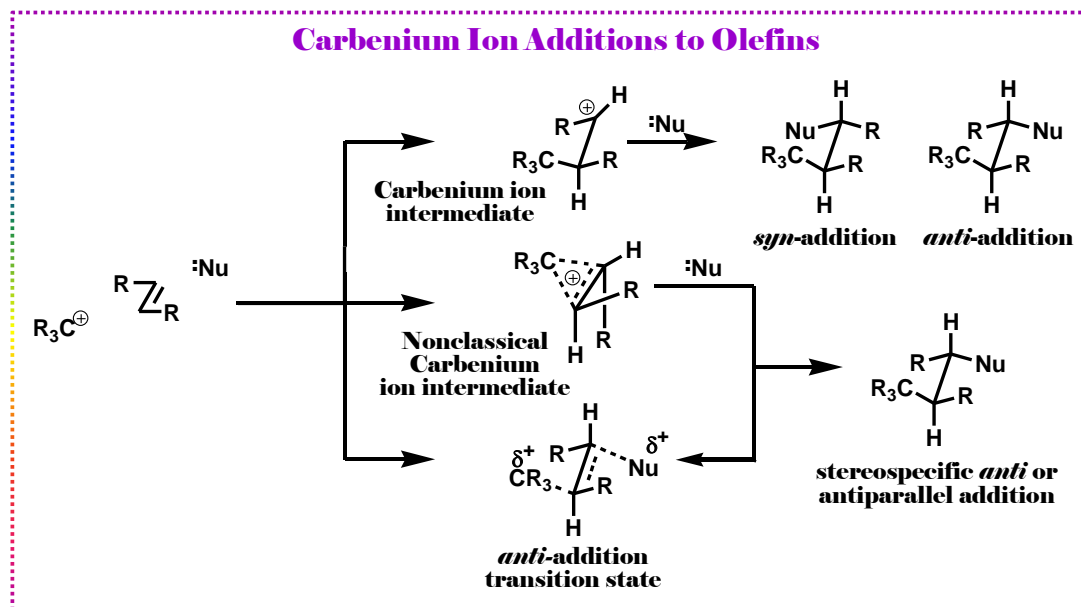 Carbenium Ion Additions to Olefins
R₃C⊕
R
R
:Nu
H
⊕
R
R₃C
R
H
Carbenium ion
intermediate
:Nu
H
Nu
R
R₃C
R
H
syn-addition
H
R
Nu
R₃C
R
H
anti-addition
R₃C
H
⊕
R
H
R
Nonclassical
Carbenium
ion intermediate
:Nu
H
R
Nu
R₃C
R
H
stereospecific anti or
antiparallel addition
H
δ⁺
R
δ⁺
Nu
CR₃
R
H
anti-addition
transition state